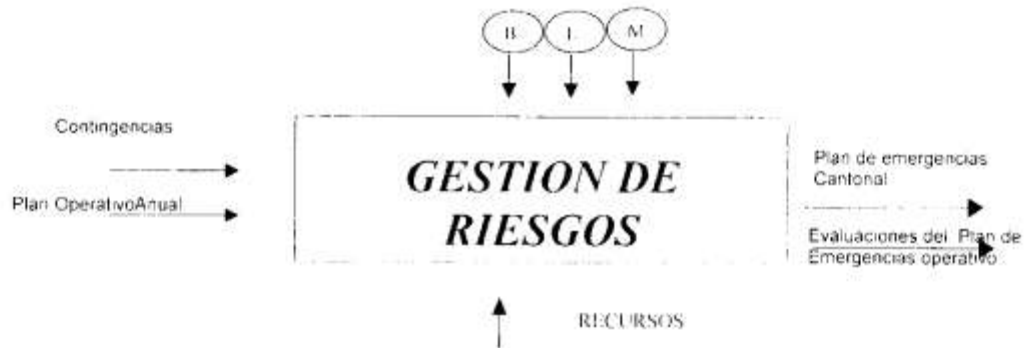 B L M
Contingencias
Plan OperativoAnual
GESTION DE
RIESGOS
Plan de emergencias
Cantonal
Evaluaciones del Plan de
Emergencias operativo
RECURSOS